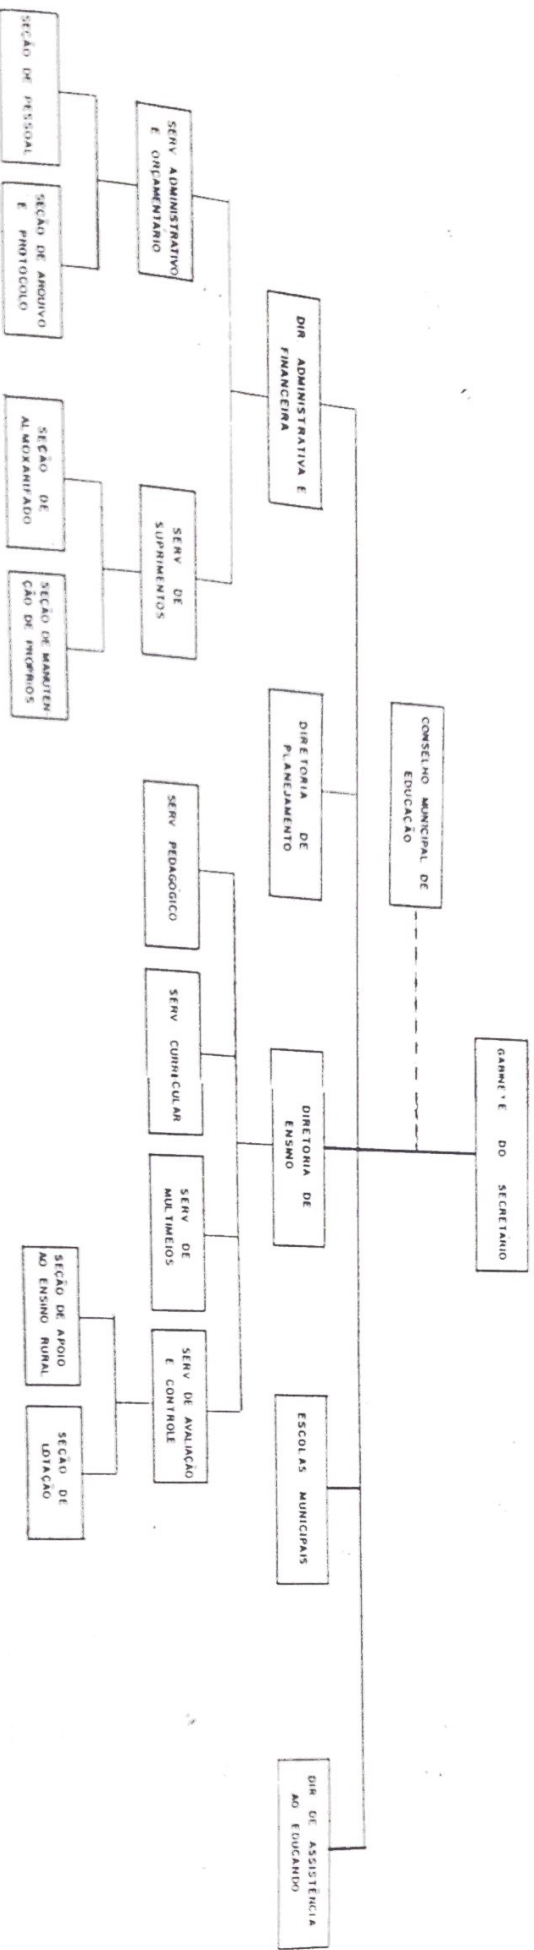 GABINETE DO SECRETÁRIO
CONSELHO MUNICIPAL DE
EDUCAÇÃO
DIR ADMINISTRATIVA E
FINANCEIRA
DIRETORIA DE
PLANEJAMENTO
DIRETORIA DE
ENSINO
ESCOLAS MUNICIPAIS
DIR DE ASSISTÊNCIA
AO EDUCANDO
SERV ADMINISTRATIVO
E ORÇAMENTÁRIO
SERV DE
SUPRIMENTOS
SERV PEDAGÓGICO
SERV CURRICULAR
SERV DE
MULTIMEIOS
SERV DE AVALIAÇÃO
E CONTROLE
SEÇÃO DE PESSOAL
SEÇÃO DE ARQUIVO
E PROTOCOLO
SEÇÃO DE
ALMOXARIFADO
SEÇÃO DE MANUTEN
ÇÃO DE PRÓPRIOS
SEÇÃO DE APOIO
AO ENSINO RURAL
SEÇÃO DE
LOTAÇÃO